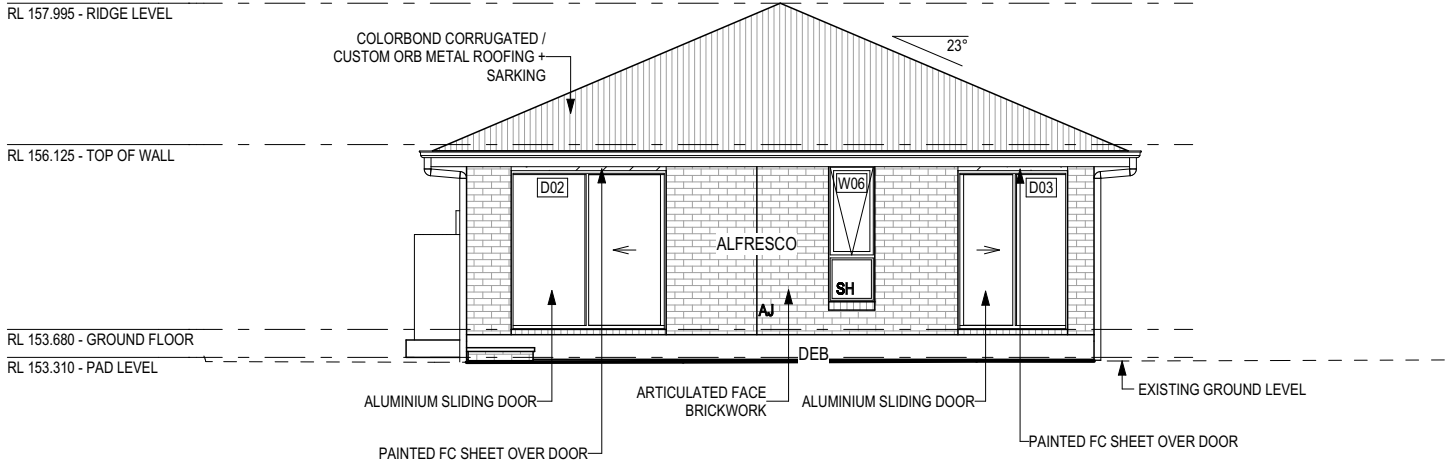 RL 157.995 - RIDGE LEVEL
COLORBOND CORRUGATED /
CUSTOM ORB METAL ROOFING +
SARKING
23°
RL 156.125 - TOP OF WALL
D02
W06
D03
ALFRESCO
SH
AJ
RL 153.680 - GROUND FLOOR
DEB
RL 153.310 - PAD LEVEL
EXISTING GROUND LEVEL
ALUMINIUM SLIDING DOOR
ARTICULATED FACE
BRICKWORK
ALUMINIUM SLIDING DOOR
PAINTED FC SHEET OVER DOOR
PAINTED FC SHEET OVER DOOR